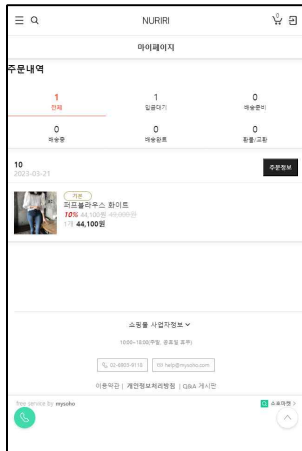 NURIRI
0
마이페이지
주문내역
1 1 0
전체 입금대기 배송준비
0 0 0
배송중 배송완료 환불/교환
10
2023-03-21
주문정보
기본
퍼프블라우스 화이트
10% 44,100원 49,000원
1개 44,100원
쇼핑몰 사업자정보
10:00~18:00(주말, 공휴일 휴무)
help@mysoho.com
이용약관 | 개인정보처리방침 | Q&A 게시판
free service by mysoho
소호마켓 >